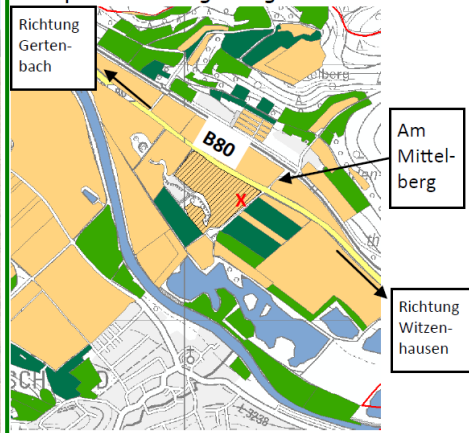 Richtung
Gerten-
bach
B80
Am
Mittel-
berg
X
Richtung
Witzen-
hausen
L 3238